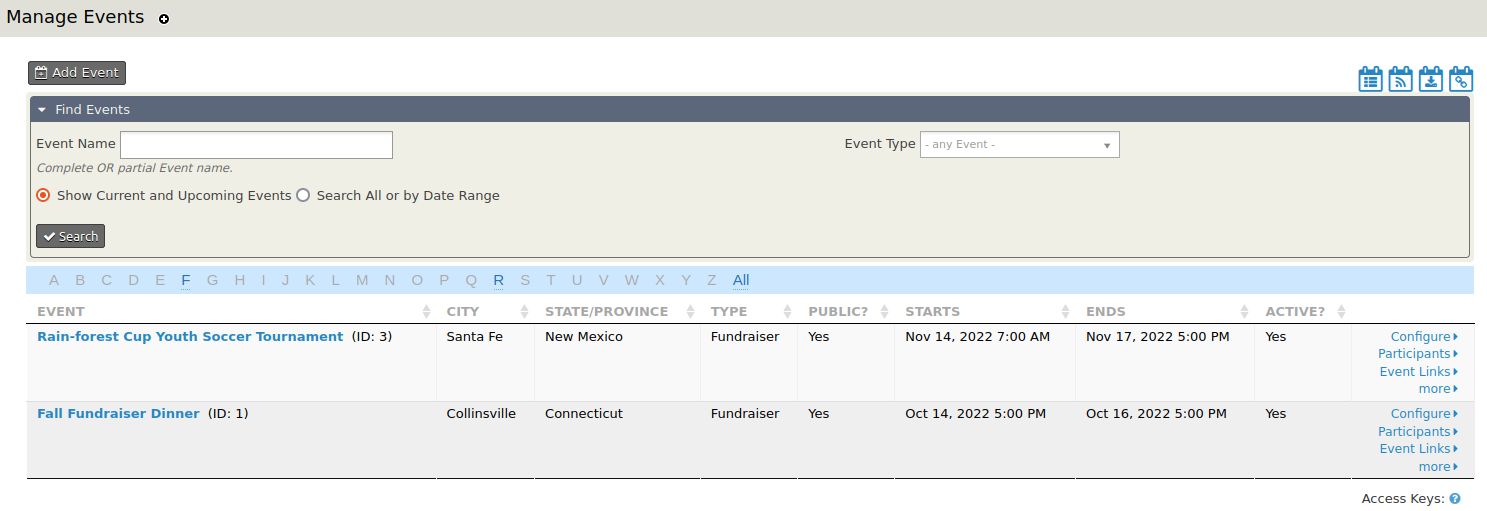 Manage Events
Add Event
Find Events
Event Name
Event Type - any Event -
Complete OR partial Event name.
Show Current and Upcoming Events Search All or by Date Range
Search
A B C D E F G H I J K L M N O P Q R S T U V W X Y Z All
EVENT CITY STATE/PROVINCE TYPE PUBLIC? STARTS ENDS ACTIVE?
Rain-forest Cup Youth Soccer Tournament (ID: 3) Santa Fe New Mexico Fundraiser Yes Nov 14, 2022 7:00 AM Nov 17, 2022 5:00 PM Yes Configure
Participants
Event Links
more
Fall Fundraiser Dinner (ID: 1) Collinsville Connecticut Fundraiser Yes Oct 14, 2022 5:00 PM Oct 16, 2022 5:00 PM Yes Configure
Participants
Event Links
more
Access Keys: ?